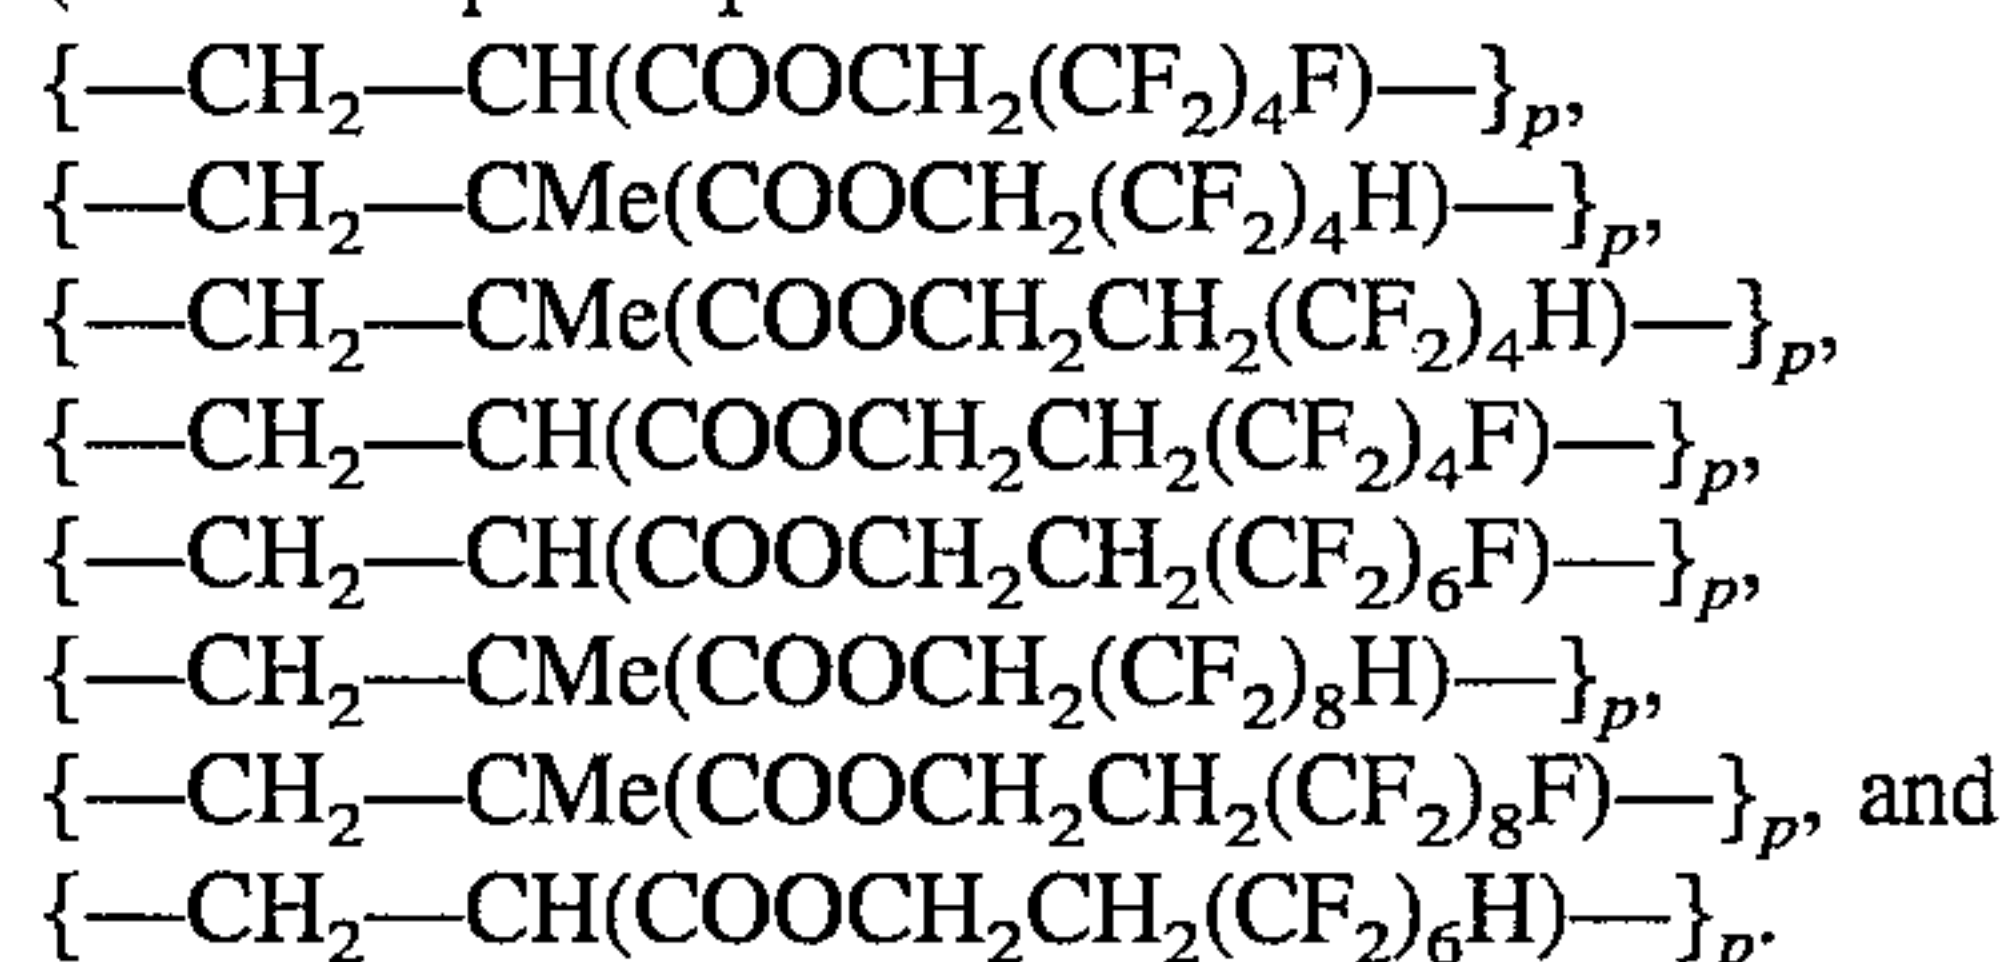 {—CH₂—CH(COOCH₂(CF₂)₄F)—}ₚ,
{—CH₂—CMe(COOCH₂(CF₂)₄H)—}ₚ,
{—CH₂—CMe(COOCH₂CH₂(CF₂)₄H)—}ₚ,
{—CH₂—CH(COOCH₂CH₂(CF₂)₄F)—}ₚ,
{—CH₂—CH(COOCH₂CH₂(CF₂)₆F)—}ₚ,
{—CH₂—CMe(COOCH₂(CF₂)₈H)—}ₚ,
{—CH₂—CMe(COOCH₂CH₂(CF₂)₈F)—}ₚ, and
{—CH₂—CH(COOCH₂CH₂(CF₂)₆H)—}ₚ.